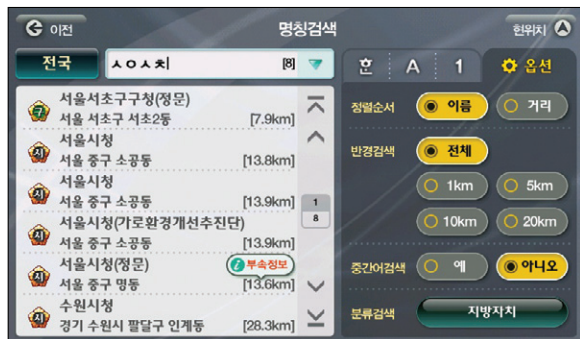 이전
명칭검색
현위치
전국
ㅅㅇㅅㅊ
[8]
훈 A 1 옵션
서울서초구구청(정문)
서울 서초구 서초2동 [7.9km]
서울시청
서울 중구 소공동 [13.8km]
서울시청
서울 중구 소공동 [13.9km]
서울시청(가로환경개선추진단)
서울 중구 소공동 [13.9km]
서울시청(정문) 부속정보
서울 중구 명동 [13.6km]
수원시청
경기 수원시 팔달구 인계동 [28.3km]
구
시
시
시
시
시
1
8
정렬순서 이름 거리
반경검색 전체
1km 5km
10km 20km
중간어검색 예 아니오
분류검색 지방자치